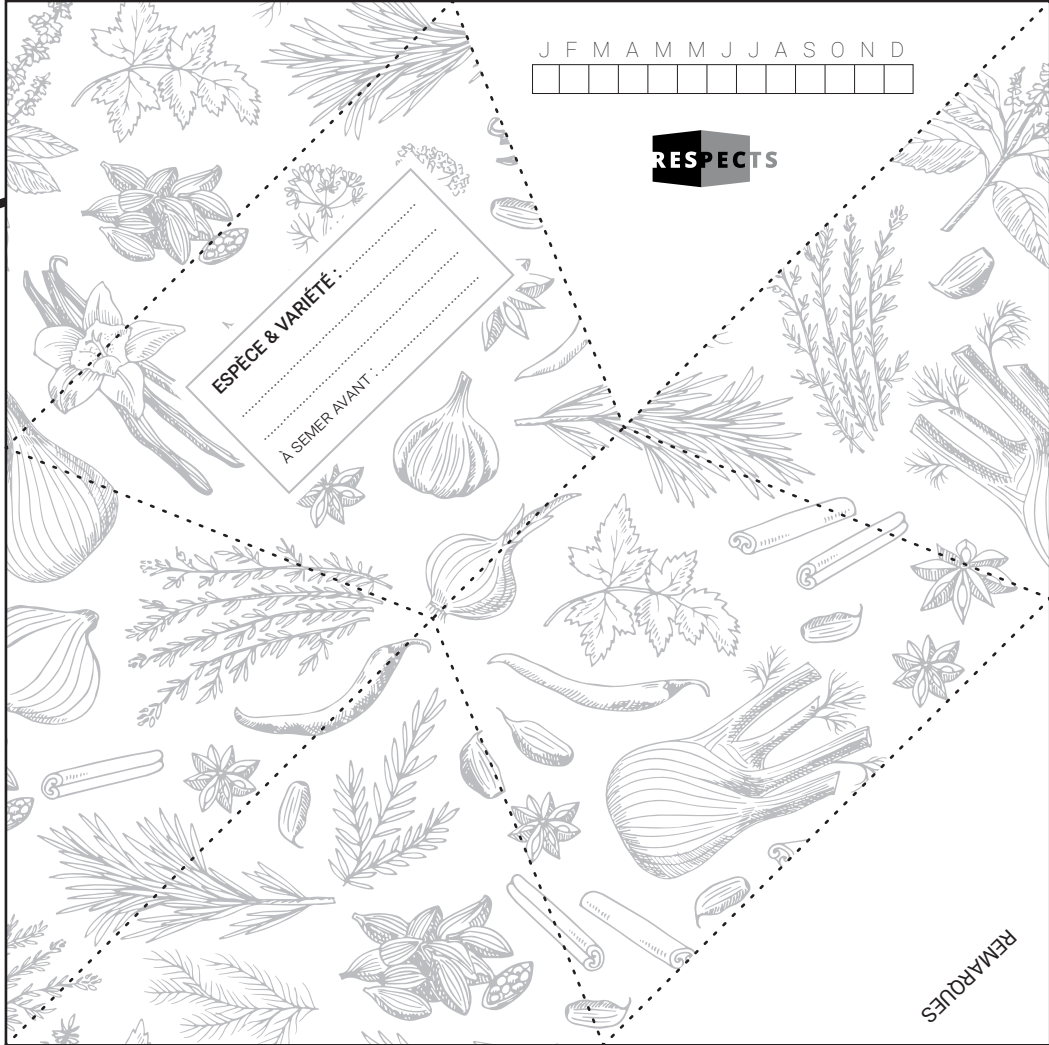 J F M A M M J J A S O N D
RESPECTS
ESPÈCE & VARIÉTÉ :
À SEMER AVANT :
REMARQUES